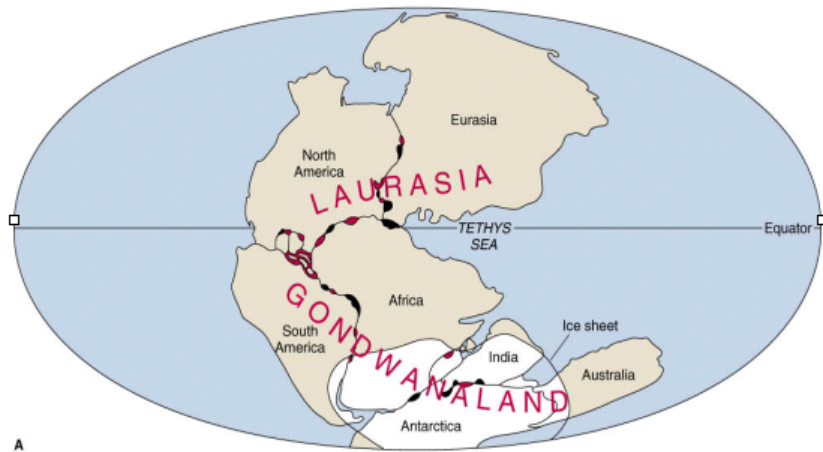 Eurasia
North
America
LAURASIA
TETHYS
SEA
Equator
GONDWANALAND
Africa
South
America
Ice sheet
India
Australia
Antarctica
A